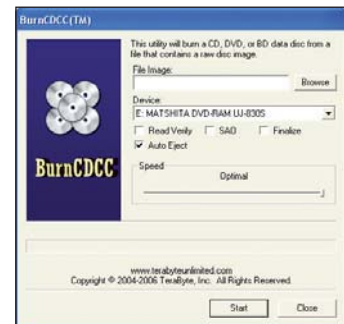 BurnCDCC(TM)
This utility will burn a CD, DVD, or BD data disc from a
file that contains a raw disc image.
File Image:
Browse
Device:
E: MATSHITA DVD-RAM UJ-830S
Read Verify SAO Finalize
Auto Eject
BurnCDCC
Speed
Optimal
www.terabyteunlimited.com
Copyright © 2004-2006 TeraByte, Inc. All Rights Reserved.
Start Close